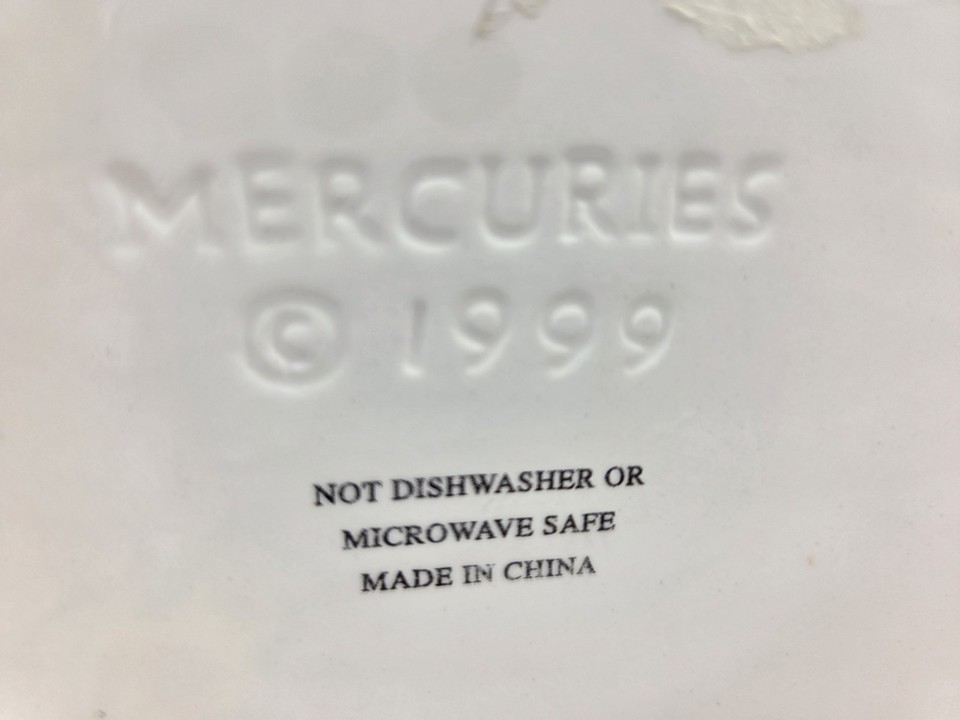 MERCURIES
© 1999
NOT DISHWASHER OR
MICROWAVE SAFE
MADE IN CHINA